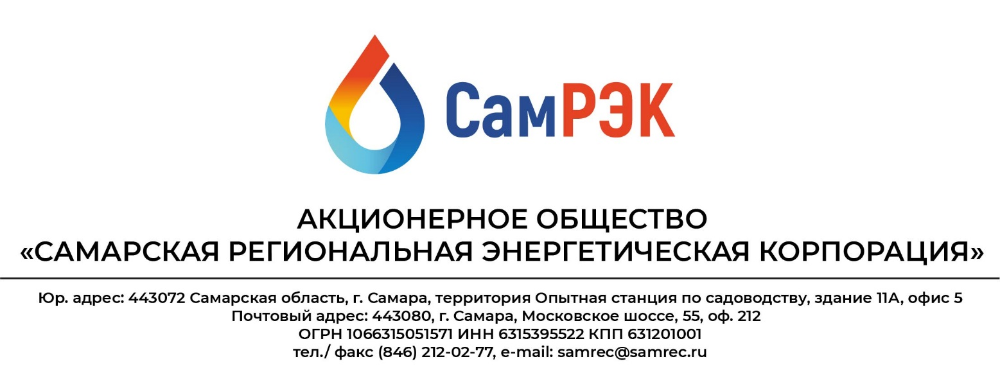 СамРЭК
АКЦИОНЕРНОЕ ОБЩЕСТВО
«САМАРСКАЯ РЕГИОНАЛЬНАЯ ЭНЕРГЕТИЧЕСКАЯ КОРПОРАЦИЯ»
Юр. адрес: 443072 Самарская область, г. Самара, территория Опытная станция по садоводству, здание 11А, офис 5
Почтовый адрес: 443080, г. Самара, Московское шоссе, 55, оф. 212
ОГРН 1066315051571 ИНН 6315395522 КПП 631201001
тел./ факс (846) 212-02-77, e-mail: samrec@samrec.ru